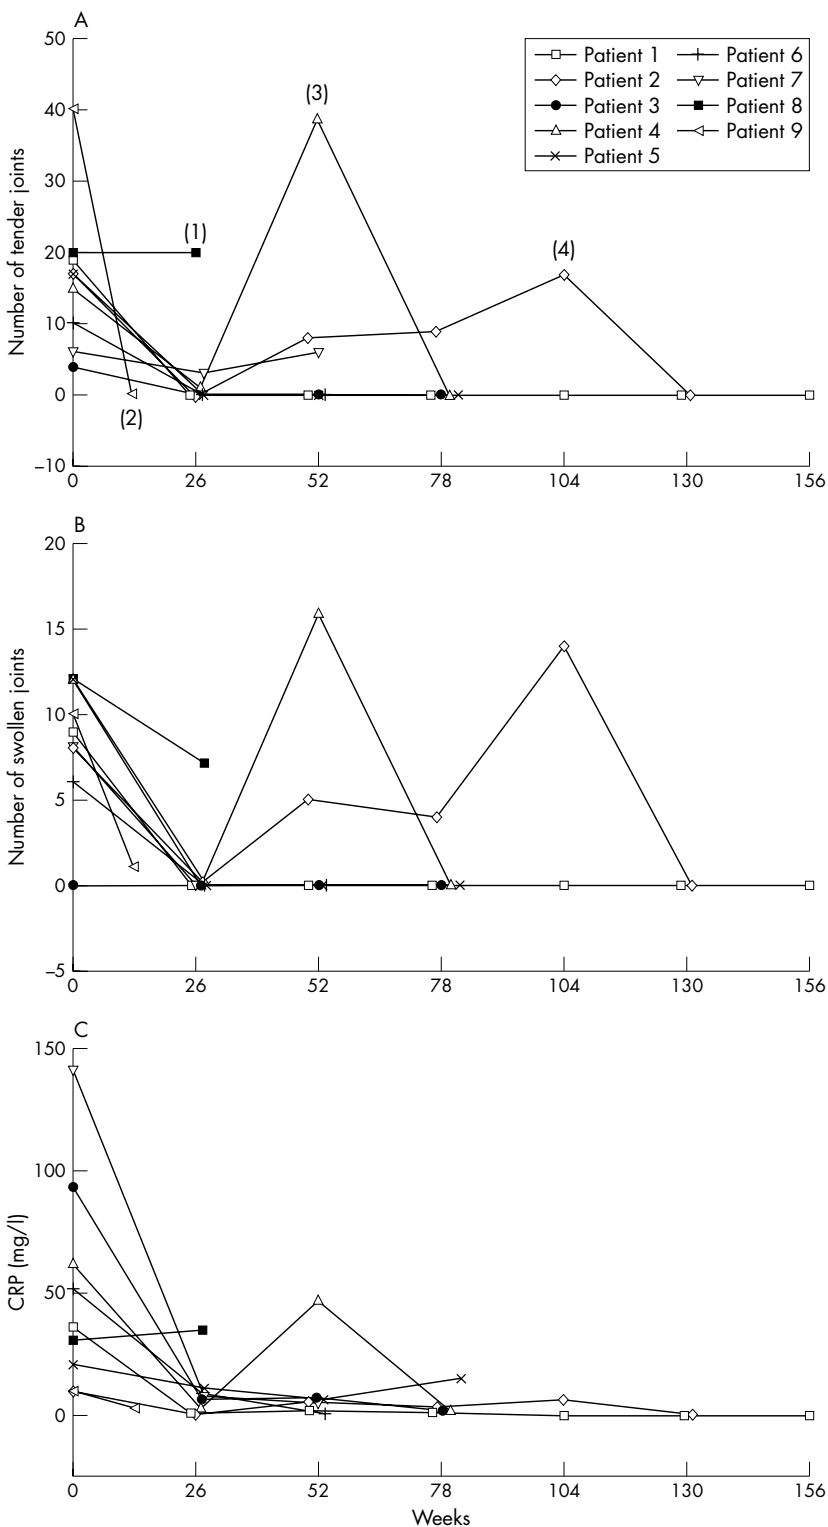 A
50
40
30
20
10
0
–10
Number of tender joints
Patient 1
Patient 2
Patient 3
Patient 4
Patient 5
Patient 6
Patient 7
Patient 8
Patient 9
(1)
(2)
(3)
(4)
0 26 52 78 104 130 156
B
20
15
10
5
0
–5
Number of swollen joints
0 26 52 78 104 130 156
C
150
100
50
0
CRP (mg/l)
0 26 52 78 104 130 156
Weeks